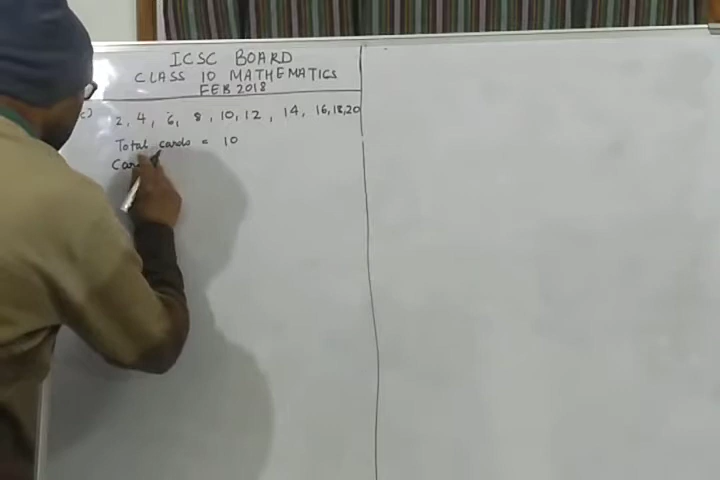 ICSC BOARD
CLASS 10 MATHEMATICS
FEB 2018
c) 2, 4, 6, 8, 10, 12, 14, 16, 18, 20
Total cards = 10